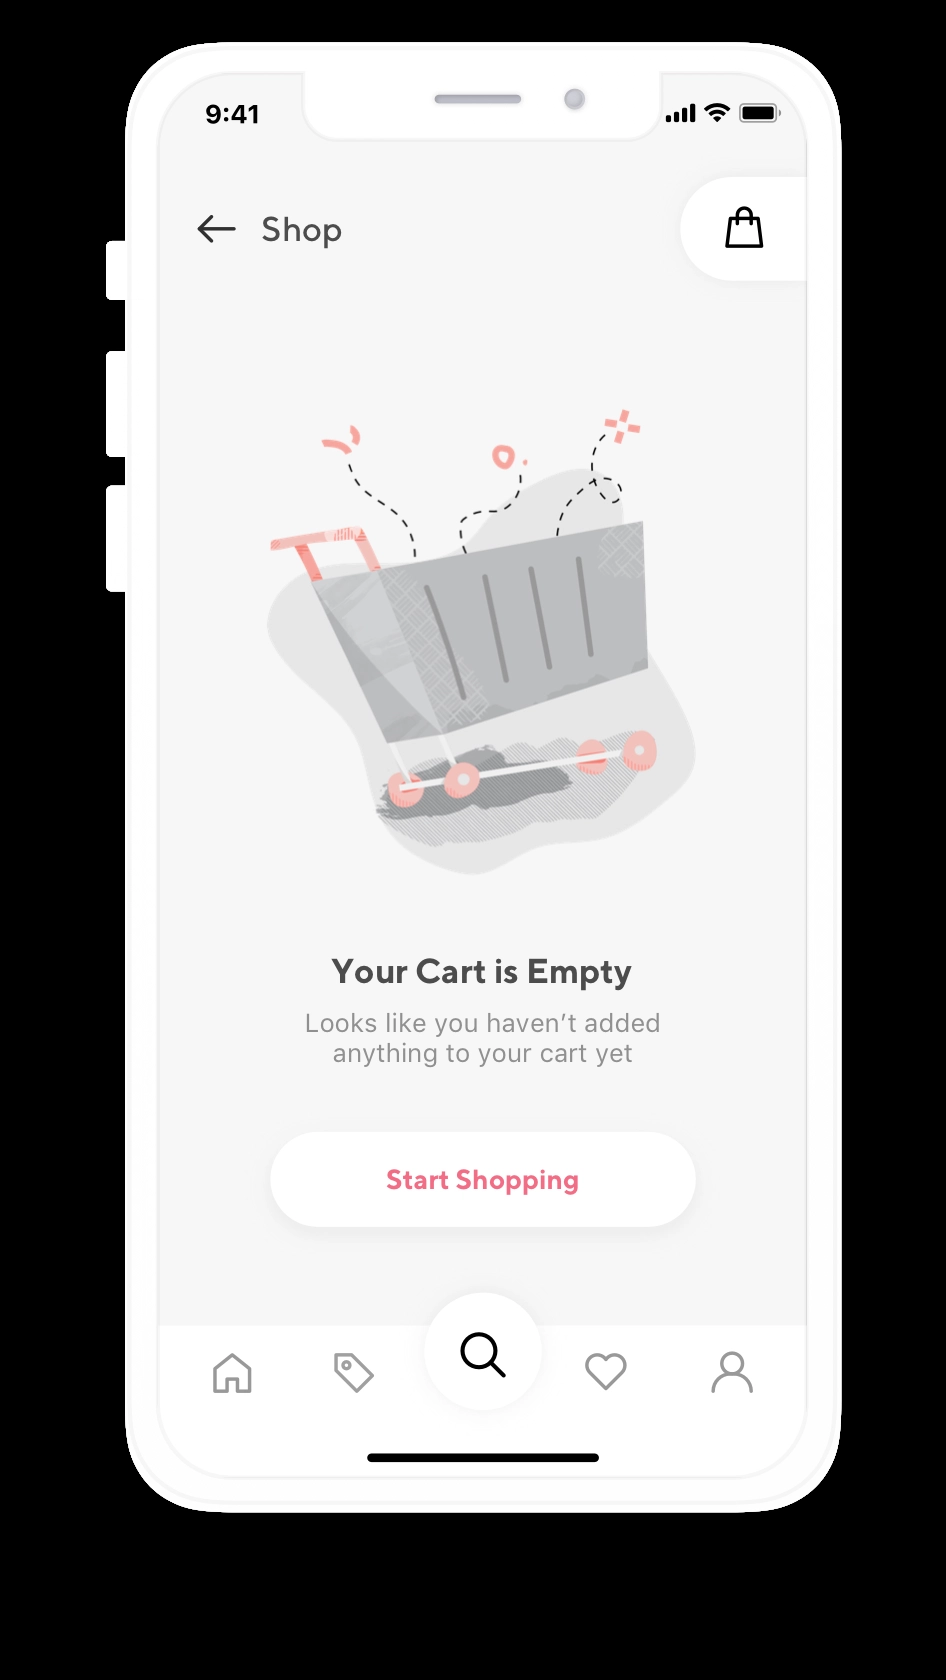 9:41
Shop
Your Cart is Empty
Looks like you haven’t added
anything to your cart yet
Start Shopping